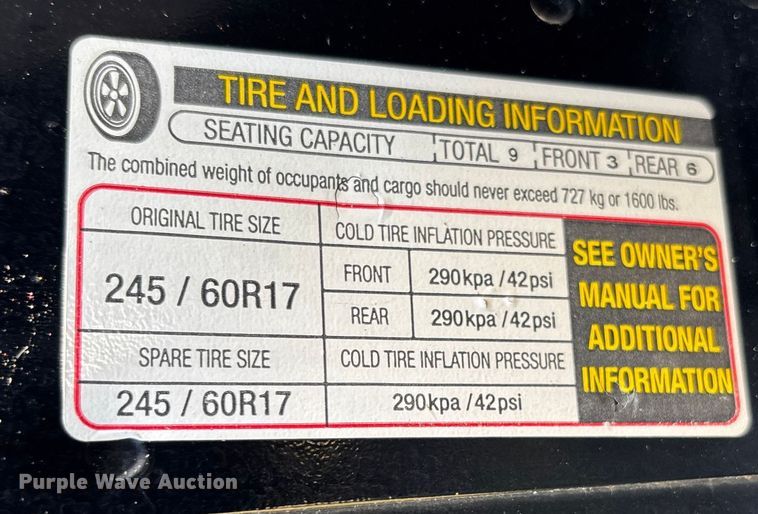 TIRE AND LOADING INFORMATION
SEATING CAPACITY TOTAL 9 FRONT 3 REAR 6
The combined weight of occupants and cargo should never exceed 727 kg or 1600 lbs.
ORIGINAL TIRE SIZE
245 / 60R17
COLD TIRE INFLATION PRESSURE
FRONT 290kpa / 42psi
REAR 290kpa / 42psi
SPARE TIRE SIZE
245 / 60R17
COLD TIRE INFLATION PRESSURE
290kpa / 42psi
SEE OWNER'S
MANUAL FOR
ADDITIONAL
INFORMATION
Purple Wave Auction